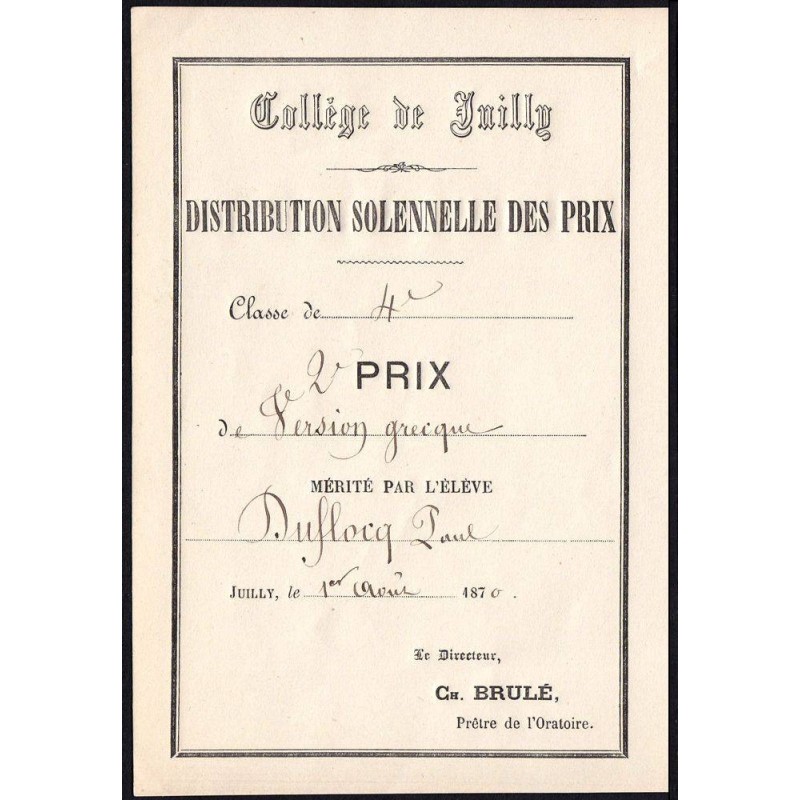 Collège de Juilly
DISTRIBUTION SOLENNELLE DES PRIX
Classe de 4e
2e PRIX
de Version grecque
MÉRITÉ PAR L'ÉLÈVE
Duflocq Paul
JUILLY, le 1er Août 1870.
Le Directeur,
CH. BRULÉ,
Prêtre de l'Oratoire.